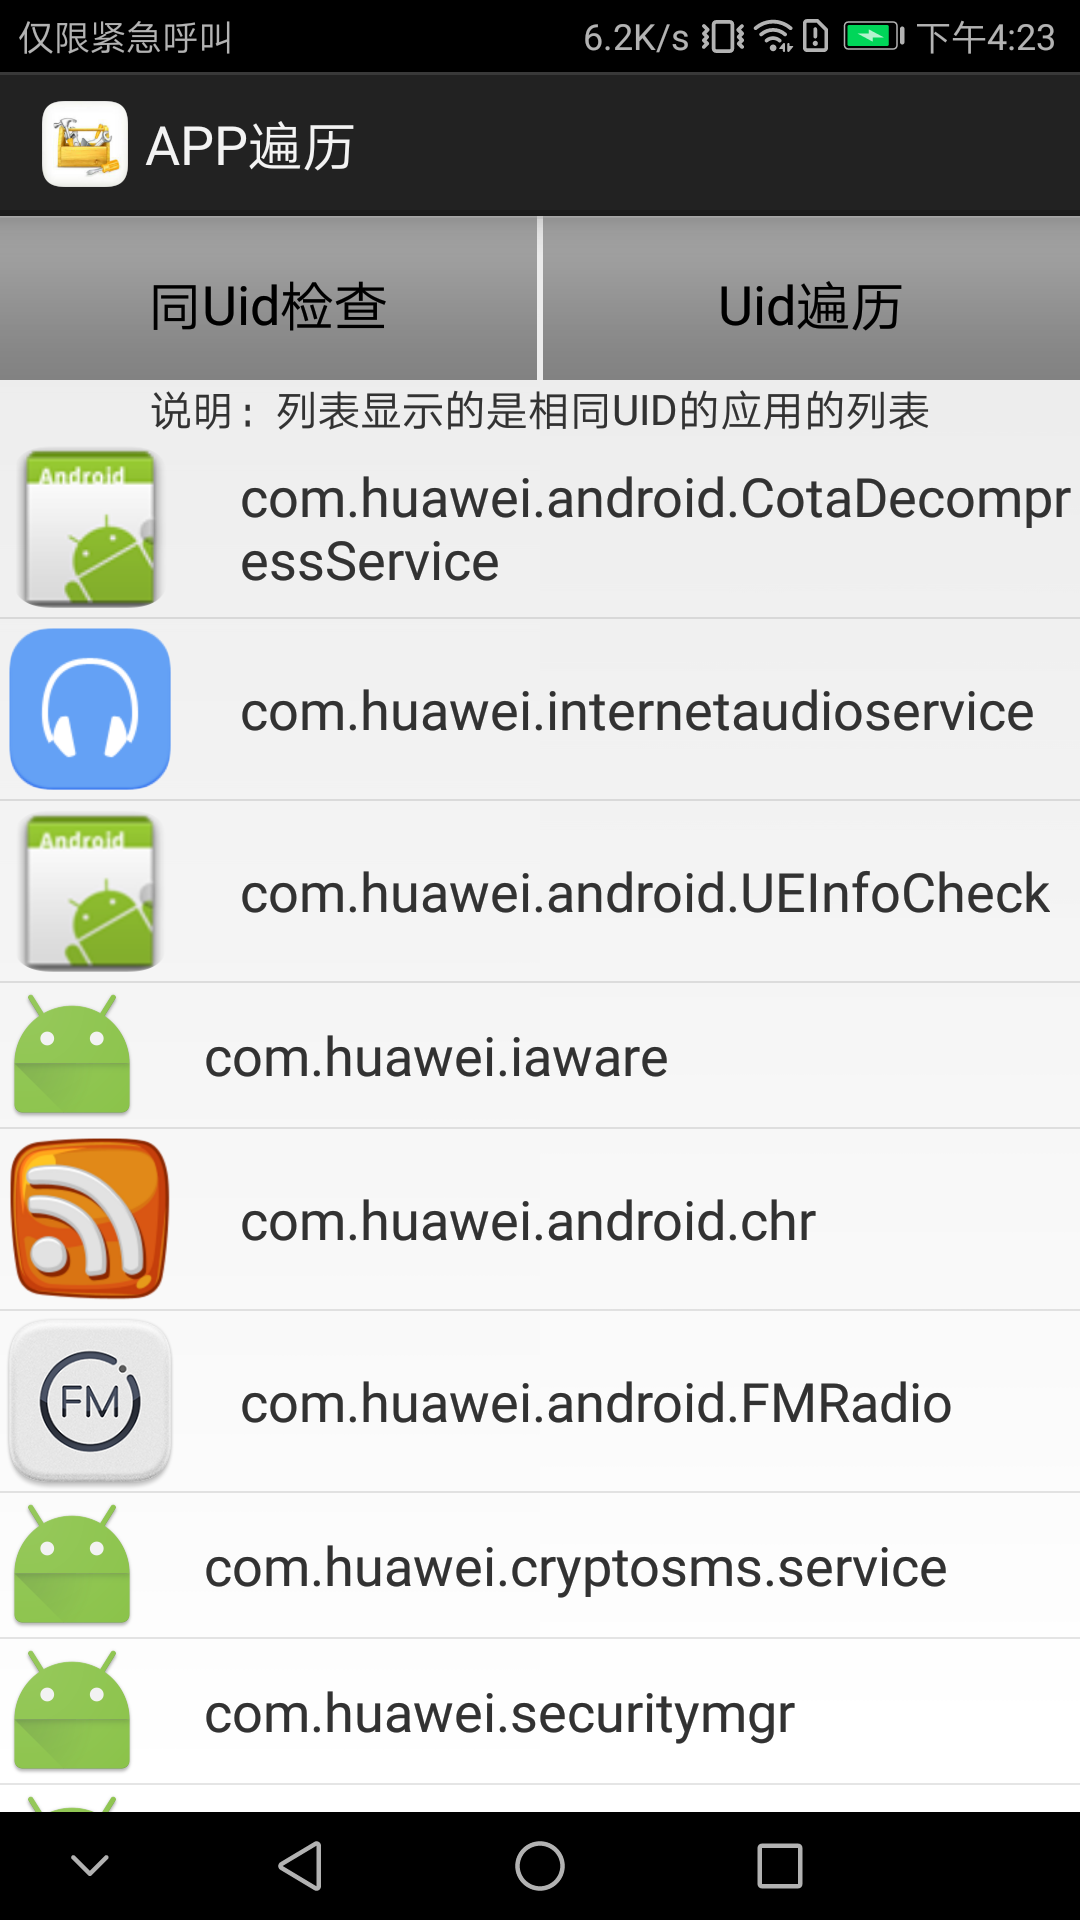 仅限紧急呼叫 6.2K/s 下午4:23
APP遍历
同Uid检查 Uid遍历
说明：列表显示的是相同UID的应用的列表
Android
com.huawei.android.CotaDecompr
essService
com.huawei.internetaudioservice
Android
com.huawei.android.UEInfoCheck
com.huawei.iaware
com.huawei.android.chr
FM
com.huawei.android.FMRadio
com.huawei.cryptosms.service
com.huawei.securitymgr